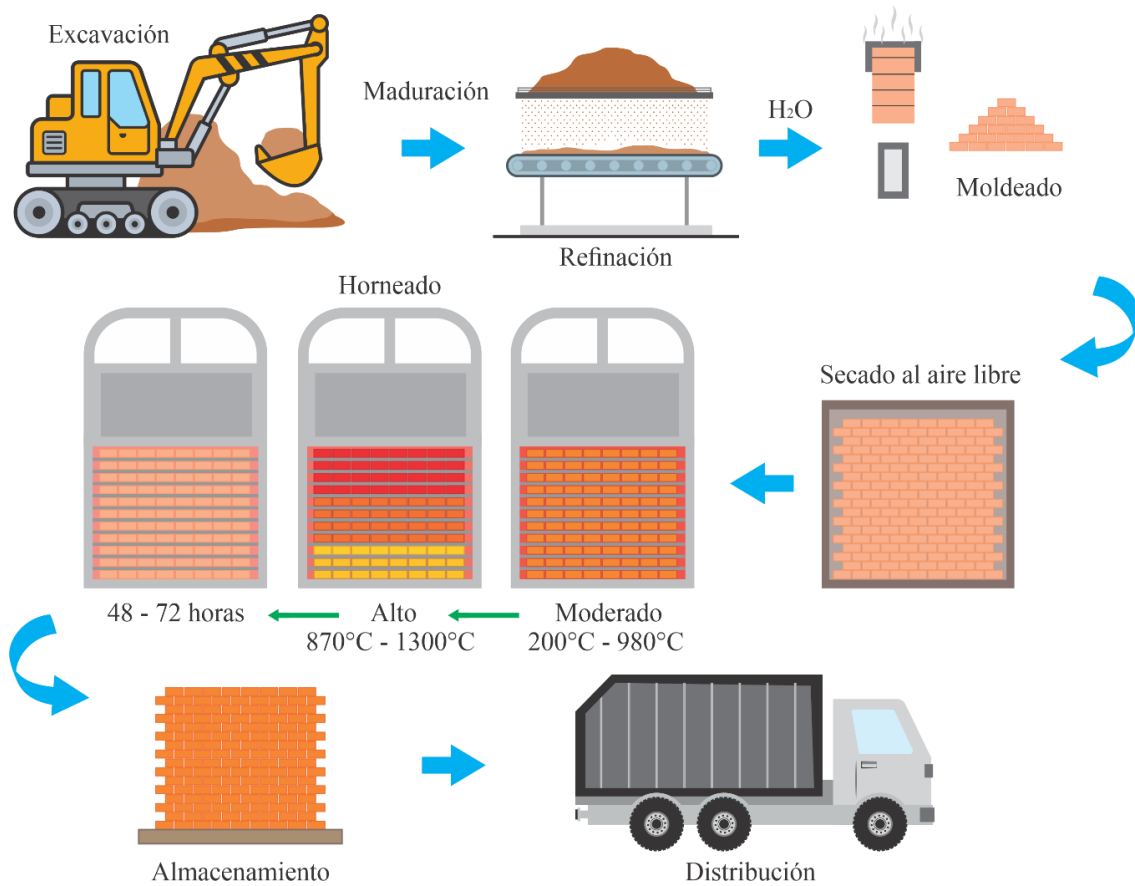 Excavación
Maduración
Refinación
H₂O
Moldeado
Secado al aire libre
Horneado
Moderado
200°C - 980°C
Alto
870°C - 1300°C
48 - 72 horas
Almacenamiento
Distribución